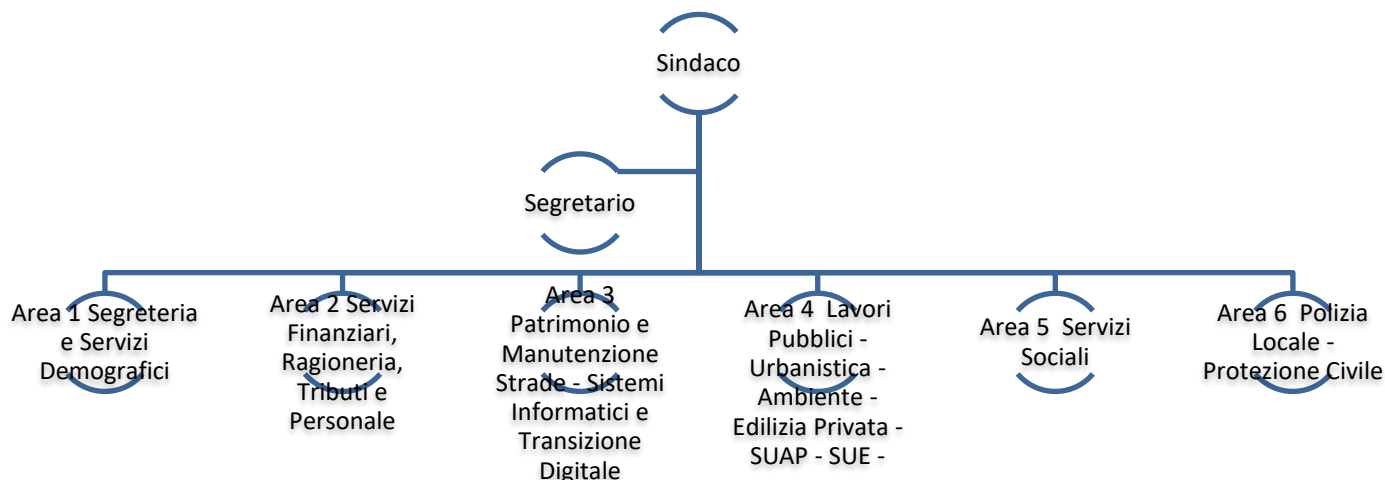 Sindaco
Segretario
Area 1 Segreteria
e Servizi
Demografici
Area 2 Servizi
Finanziari,
Ragioneria,
Tributi e
Personale
Area 3
Patrimonio e
Manutenzione
Strade - Sistemi
Informatici e
Transizione
Digitale
Area 4 Lavori
Pubblici -
Urbanistica -
Ambiente -
Edilizia Privata -
SUAP - SUE -
Area 5 Servizi
Sociali
Area 6 Polizia
Locale -
Protezione Civile